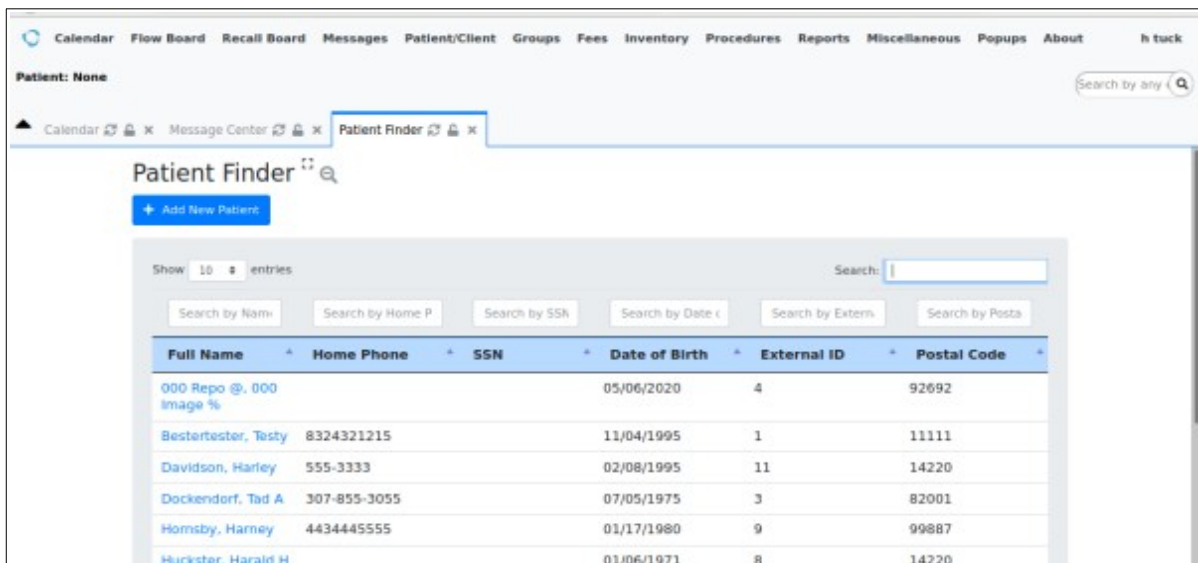 Calendar Flow Board Recall Board Messages Patient/Client Groups Fees Inventory Procedures Reports Miscellaneous Popups About h tuck
Patient: None
Search by any
Calendar Message Center Patient Finder
Patient Finder
+ Add New Patient
Show 10 entries Search:
Search by Name Search by Home P Search by SSN Search by Date Search by Extern Search by Posta
Full Name Home Phone SSN Date of Birth External ID Postal Code
000 Repo @, 000 05/06/2020 4 92692
Image %
Bestertester, Testy 8324321215 11/04/1995 1 11111
Davidson, Harley 555-3333 02/08/1995 11 14220
Dockendorf, Tad A 307-855-3055 07/05/1975 3 82001
Hornsby, Harney 4434445555 01/17/1980 9 99887
Huckster, Harald H 01/06/1971 8 14220